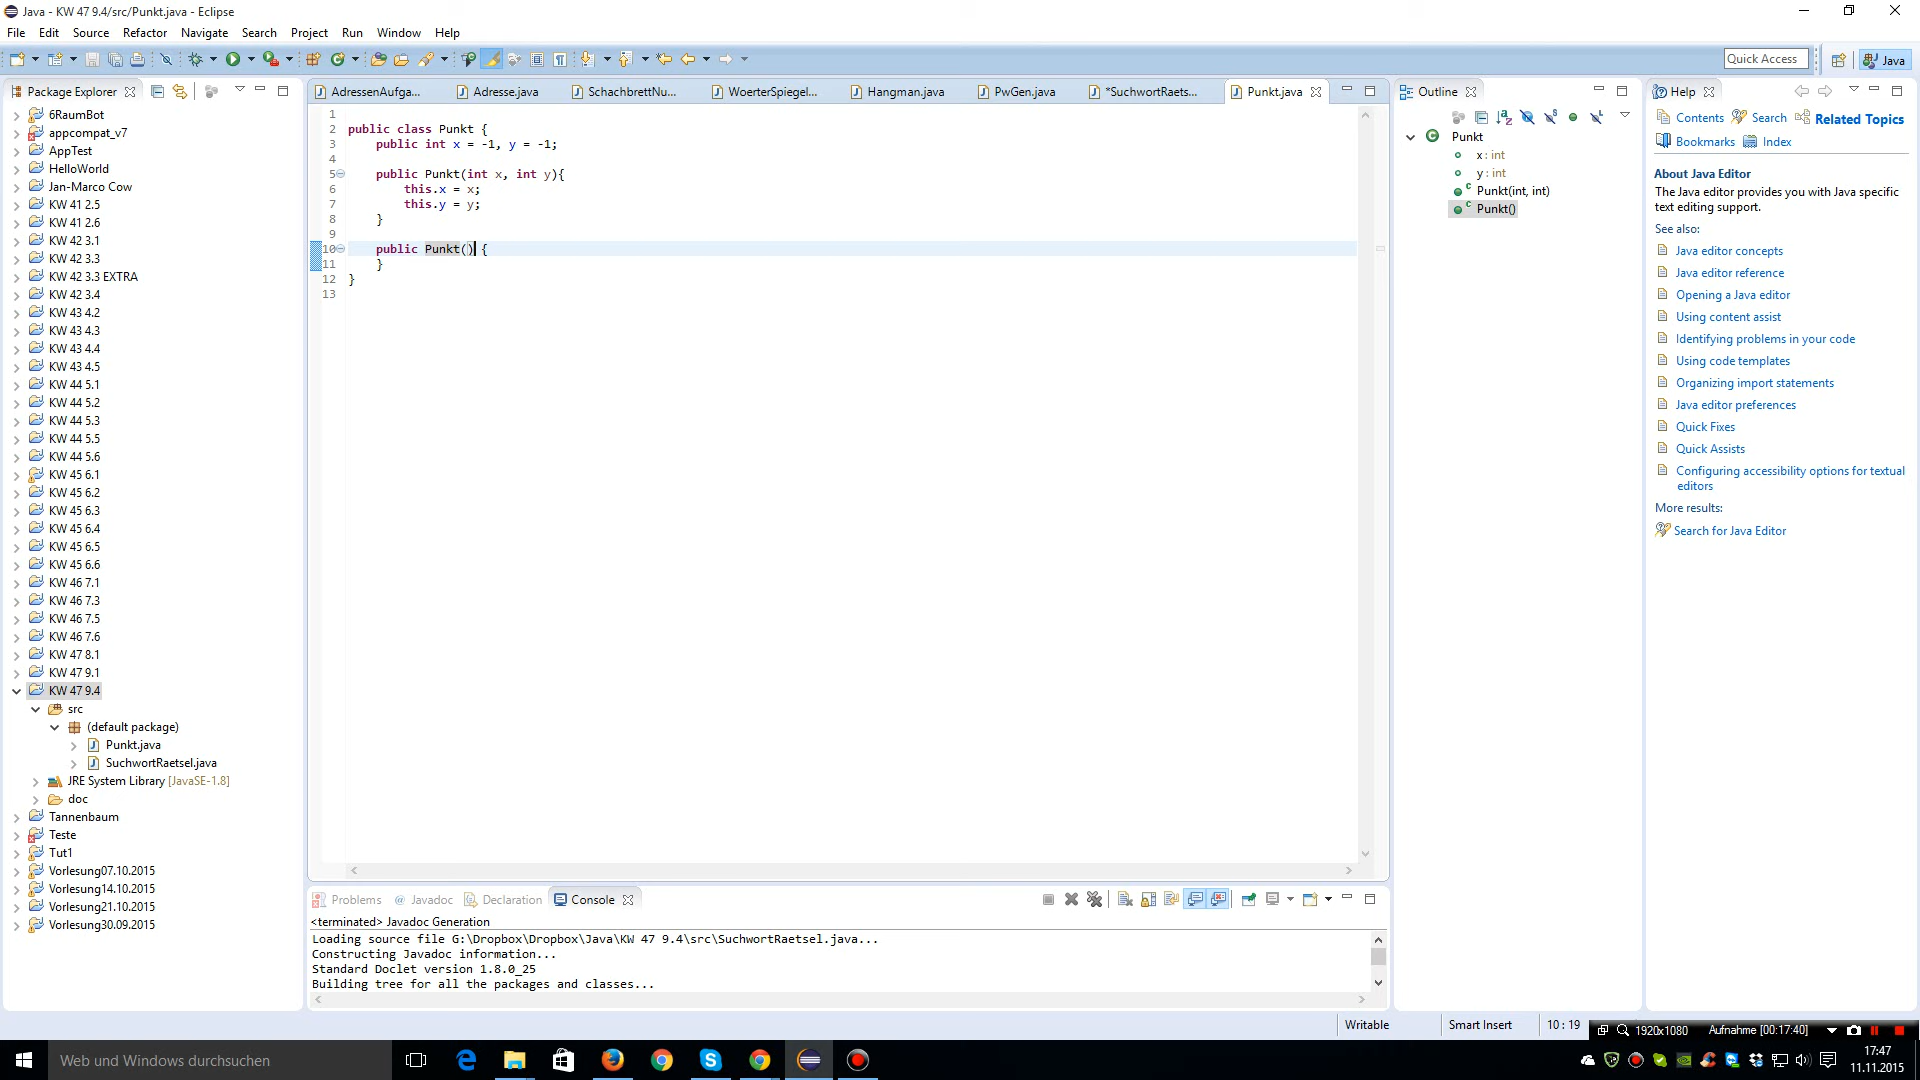 Java - KW 47 9.4/src/Punkt.java - Eclipse
File Edit Source Refactor Navigate Search Project Run Window Help
Quick Access
Java
Package Explorer
6RaumBot
appcompat_v7
AppTest
HelloWorld
Jan-Marco Cow
KW 41 2.5
KW 41 2.6
KW 42 3.1
KW 42 3.3
KW 42 3.3 EXTRA
KW 42 3.4
KW 43 4.2
KW 43 4.3
KW 43 4.4
KW 43 4.5
KW 44 5.1
KW 44 5.2
KW 44 5.3
KW 44 5.5
KW 44 5.6
KW 45 6.1
KW 45 6.2
KW 45 6.3
KW 45 6.4
KW 45 6.5
KW 45 6.6
KW 46 7.1
KW 46 7.3
KW 46 7.5
KW 46 7.6
KW 47 8.1
KW 47 9.1
KW 47 9.4
src
(default package)
Punkt.java
SuchwortRaetsel.java
JRE System Library [JavaSE-1.8]
doc
Tannenbaum
Teste
Tut1
Vorlesung07.10.2015
Vorlesung14.10.2015
Vorlesung21.10.2015
Vorlesung30.09.2015
AdressenAufga... Adresse.java SchachbrettNu... WoerterSpiegel... Hangman.java PwGen.java *SuchwortRaets... Punkt.java
1
2 public class Punkt {
3 public int x = -1, y = -1;
4
5 public Punkt(int x, int y){
6 this.x = x;
7 this.y = y;
8 }
9
10 public Punkt() {
11 }
12 }
13
Problems @ Javadoc Declaration Console
<terminated> Javadoc Generation
Loading source file G:\Dropbox\Dropbox\Java\KW 47 9.4\src\SuchwortRaetsel.java...
Constructing Javadoc information...
Standard Doclet version 1.8.0_25
Building tree for all the packages and classes...
Outline
Punkt
x : int
y : int
Punkt(int, int)
Punkt()
Help
Contents Search Related Topics
Bookmarks Index
About Java Editor
The Java editor provides you with Java specific
text editing support.
See also:
Java editor concepts
Java editor reference
Opening a Java editor
Using content assist
Identifying problems in your code
Using code templates
Organizing import statements
Java editor preferences
Quick Fixes
Quick Assists
Configuring accessibility options for textual
editors
More results:
Search for Java Editor
Writable Smart Insert 10 : 19
1920x1080 Aufnahme [00:17:40]
Web und Windows durchsuchen
17:47
11.11.2015